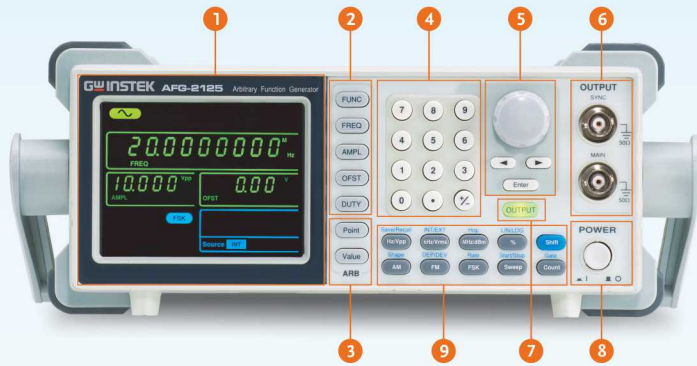 1
2
4
5
6
GWINSTEK AFG-2125 Arbitrary Function Generator
20.0000000 M Hz
FREQ
10.000 Vpp
AMPL
0.00 V
OFST
FSK
Source INT
FUNC
FREQ
AMPL
OFST
DUTY
Point
Value
ARB
7 8 9
4 5 6
1 2 3
0 • +/-
Enter
OUTPUT
OUTPUT
SYNC
50Ω
MAIN
50Ω
Save/Recall INT/EXT Hop LIN/LOG
Hz/Vpp kHz/Vrms MHz/dBm % Shift
Shape DEP/DEV Rate Start/Stop Gate
AM FM FSK Sweep Count
POWER
3
9
7
8